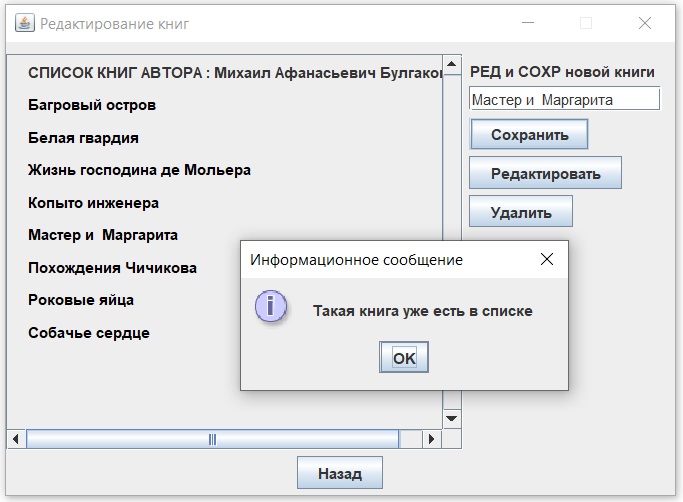 Редактирование книг
СПИСОК КНИГ АВТОРА : Михаил Афанасьевич Булгаков
Багровый остров
Белая гвардия
Жизнь господина де Мольера
Копыто инженера
Мастер и  Маргарита
Похождения Чичикова
Роковые яйца
Собачье сердце
РЕД и СОХР новой книги
Мастер и  Маргарита
Сохранить
Редактировать
Удалить
Информационное сообщение
i
Такая книга уже есть в списке
OK
Назад